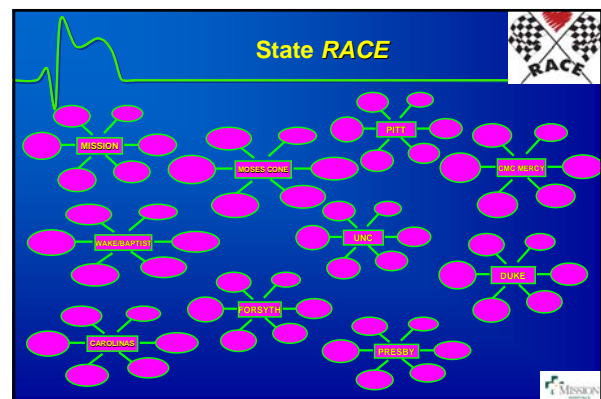 State RACE
RACE
MISSION
PITT
MOSES CONE
CMC MERCY
WAKE/BAPTIST
UNC
DUKE
FORSYTH
CAROLINAS
PRESBY
MISSION